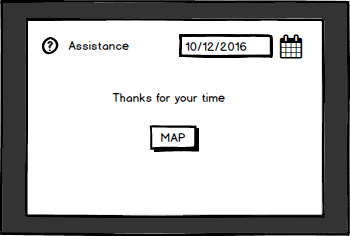 ? Assistance 10/12/2016
Thanks for your time
MAP